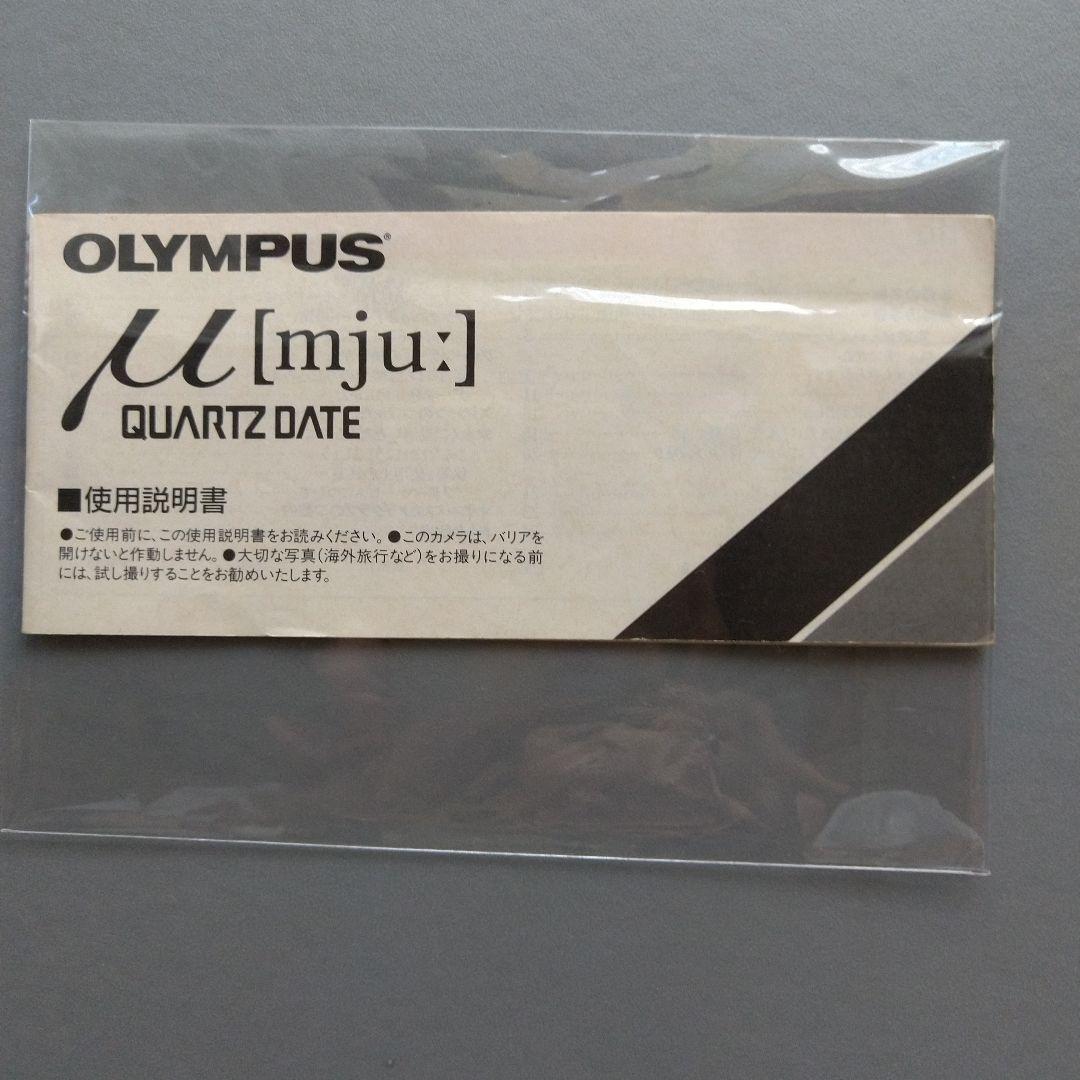 OLYMPUS®
μ[mju:]
QUARTZ DATE
■使用説明書
●ご使用前に、この使用説明書をお読みください。●このカメラは、バリアを
開けないと作動しません。●大切な写真(海外旅行など)をお撮りになる前
には、試し撮りすることをお勧めいたします。